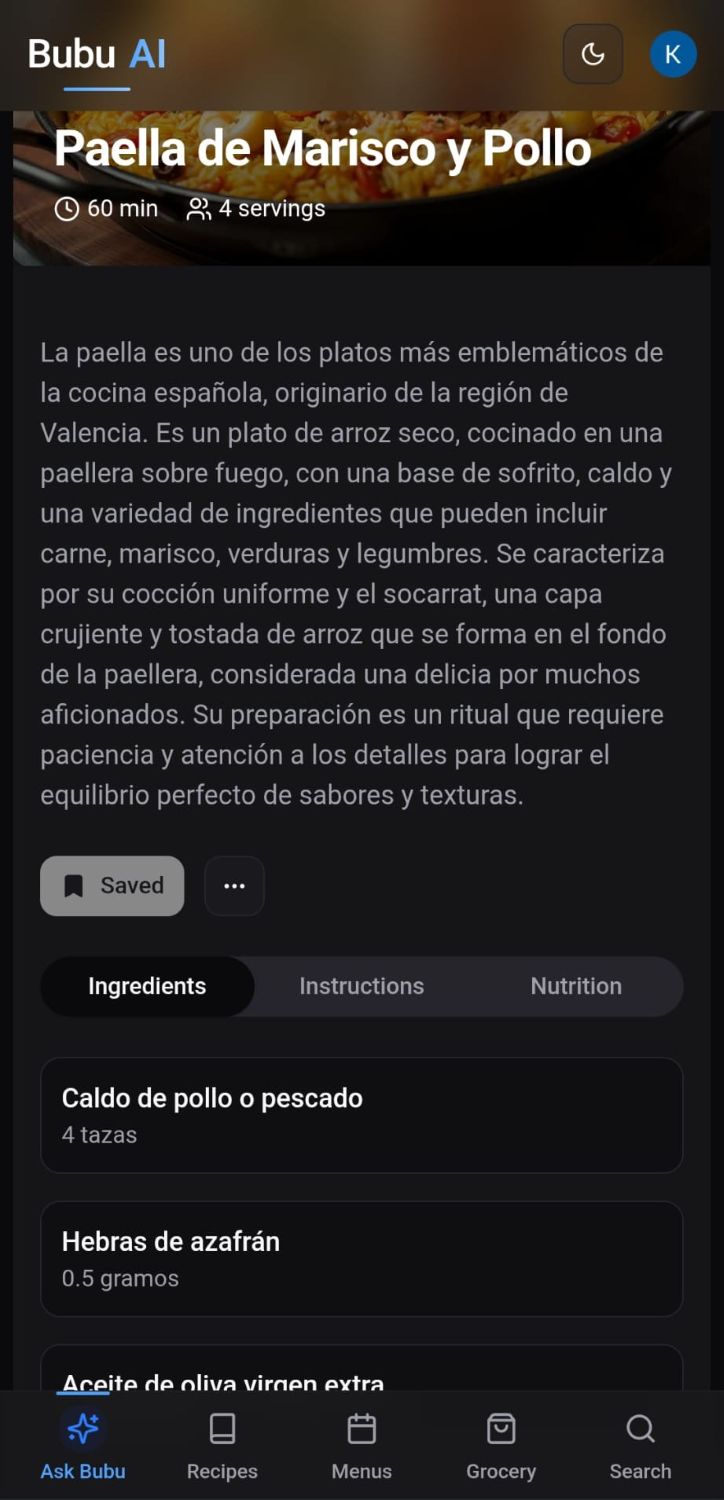 Bubu AI
K
Paella de Marisco y Pollo
60 min 4 servings
La paella es uno de los platos más emblemáticos de
la cocina española, originario de la región de
Valencia. Es un plato de arroz seco, cocinado en una
paellera sobre fuego, con una base de sofrito, caldo y
una variedad de ingredientes que pueden incluir
carne, marisco, verduras y legumbres. Se caracteriza
por su cocción uniforme y el socarrat, una capa
crujiente y tostada de arroz que se forma en el fondo
de la paellera, considerada una delicia por muchos
aficionados. Su preparación es un ritual que requiere
paciencia y atención a los detalles para lograr el
equilibrio perfecto de sabores y texturas.
Saved
Ingredients Instructions Nutrition
Caldo de pollo o pescado
4 tazas
Hebras de azafrán
0.5 gramos
Aceite de oliva virgen extra
Ask Bubu Recipes Menus Grocery Search